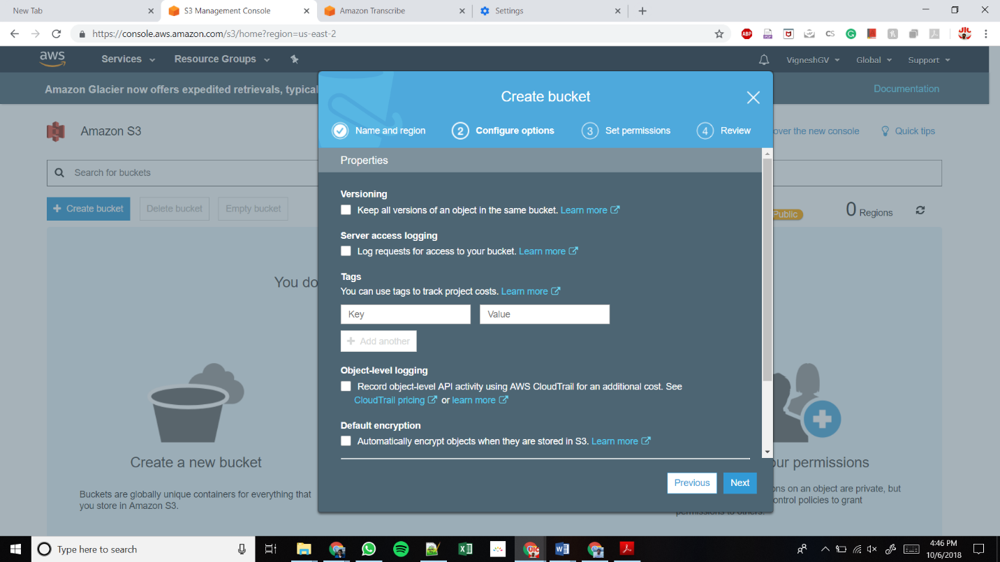 New Tab
S3 Management Console
Amazon Transcribe
Settings
https://console.aws.amazon.com/s3/home?region=us-east-2
ABP
PDF
CS
aws
Services
Resource Groups
VigneshGV
Global
Support
Amazon Glacier now offers expedited retrievals, typical
Documentation
Create bucket
Name and region
2 Configure options
3 Set permissions
4 Review
Amazon S3
over the new console
Quick tips
Properties
Search for buckets
Versioning
Keep all versions of an object in the same bucket. Learn more
+ Create bucket
Delete bucket
Empty bucket
Public
0 Regions
Server access logging
Log requests for access to your bucket. Learn more
You do
Tags
You can use tags to track project costs. Learn more
Key
Value
+ Add another
Object-level logging
Record object-level API activity using AWS CloudTrail for an additional cost. See
CloudTrail pricing or learn more
Default encryption
Automatically encrypt objects when they are stored in S3. Learn more
Create a new bucket
our permissions
Buckets are globally unique containers for everything that
you store in Amazon S3.
ons on an object are private, but
ontrol policies to grant
permissions to others.
Previous
Next
Type here to search
4:46 PM
10/6/2018